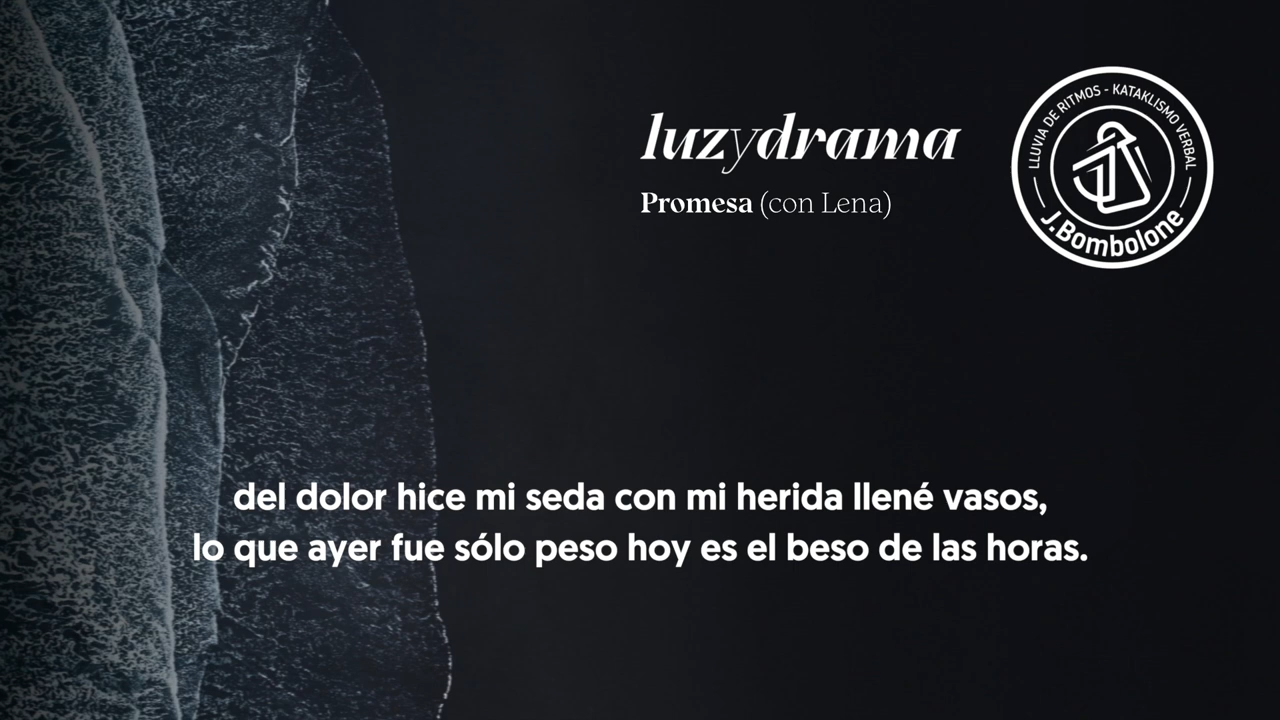 luzydrama
Promesa (con Lena)
LLUVIA DE RITMOS - KATAKLISMO VERBAL
J.Bombolone
del dolor hice mi seda con mi herida llené vasos,
lo que ayer fue sólo peso hoy es el beso de las horas.